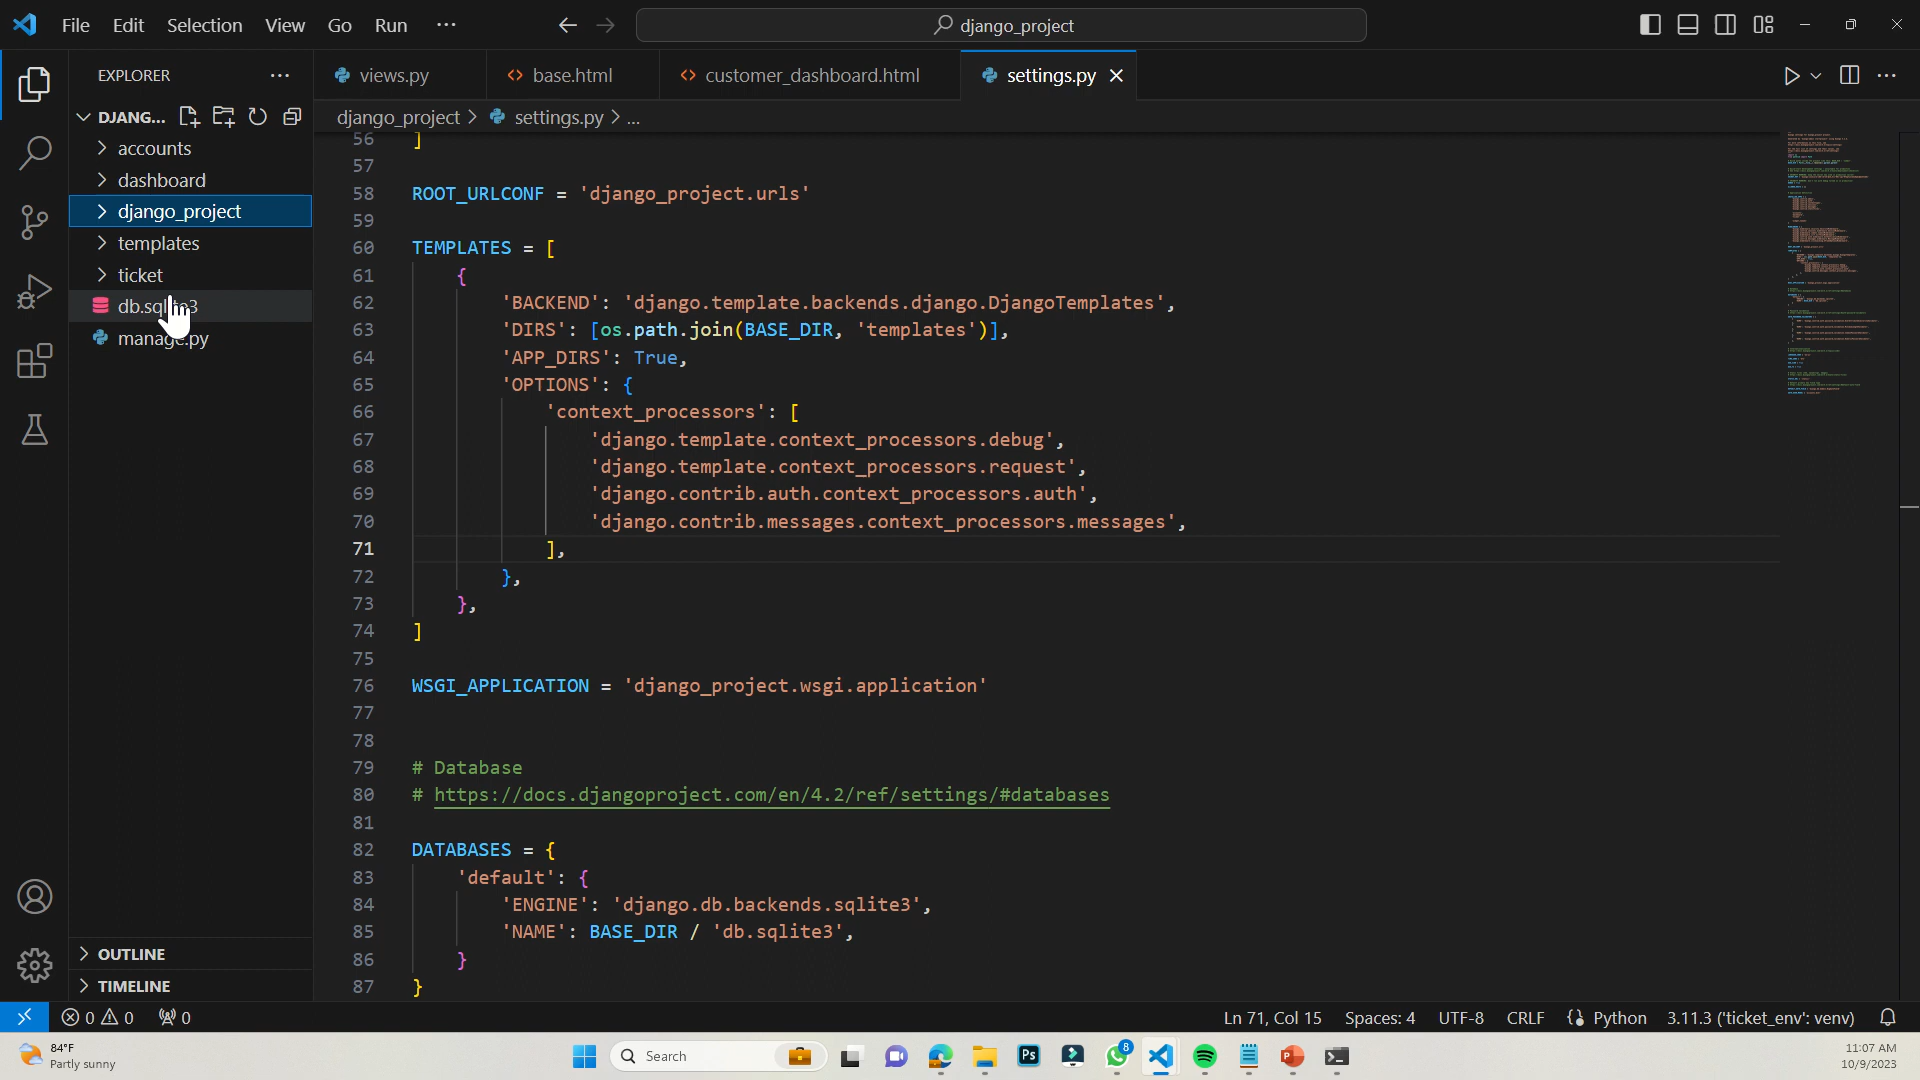 File Edit Selection View Go Run ···
django_project
EXPLORER ···
views.py
base.html
customer_dashboard.html
settings.py
DJANG...
django_project > settings.py > ...
accounts
dashboard
django_project
templates
ticket
manage.py
56 ]
57
58 ROOT_URLCONF = 'django_project.urls'
59
60 TEMPLATES = [
61 {
62 'BACKEND': 'django.template.backends.django.DjangoTemplates',
63 'DIRS': [os.path.join(BASE_DIR, 'templates')],
64 'APP_DIRS': True,
65 'OPTIONS': {
66 'context_processors': [
67 'django.template.context_processors.debug',
68 'django.template.context_processors.request',
69 'django.contrib.auth.context_processors.auth',
70 'django.contrib.messages.context_processors.messages',
71 ],
72 },
73 },
74 ]
75
76 WSGI_APPLICATION = 'django_project.wsgi.application'
77
78
79 # Database
80 # https://docs.djangoproject.com/en/4.2/ref/settings/#databases
81
82 DATABASES = {
83 'default': {
84 'ENGINE': 'django.db.backends.sqlite3',
85 'NAME': BASE_DIR / 'db.sqlite3',
86 }
87 }
OUTLINE
TIMELINE
0 0 0
Ln 71, Col 15 Spaces: 4 UTF-8 CRLF Python 3.11.3 ('ticket_env': venv)
84°F
Partly sunny
Search
Ps
8
11:07 AM
10/9/2023